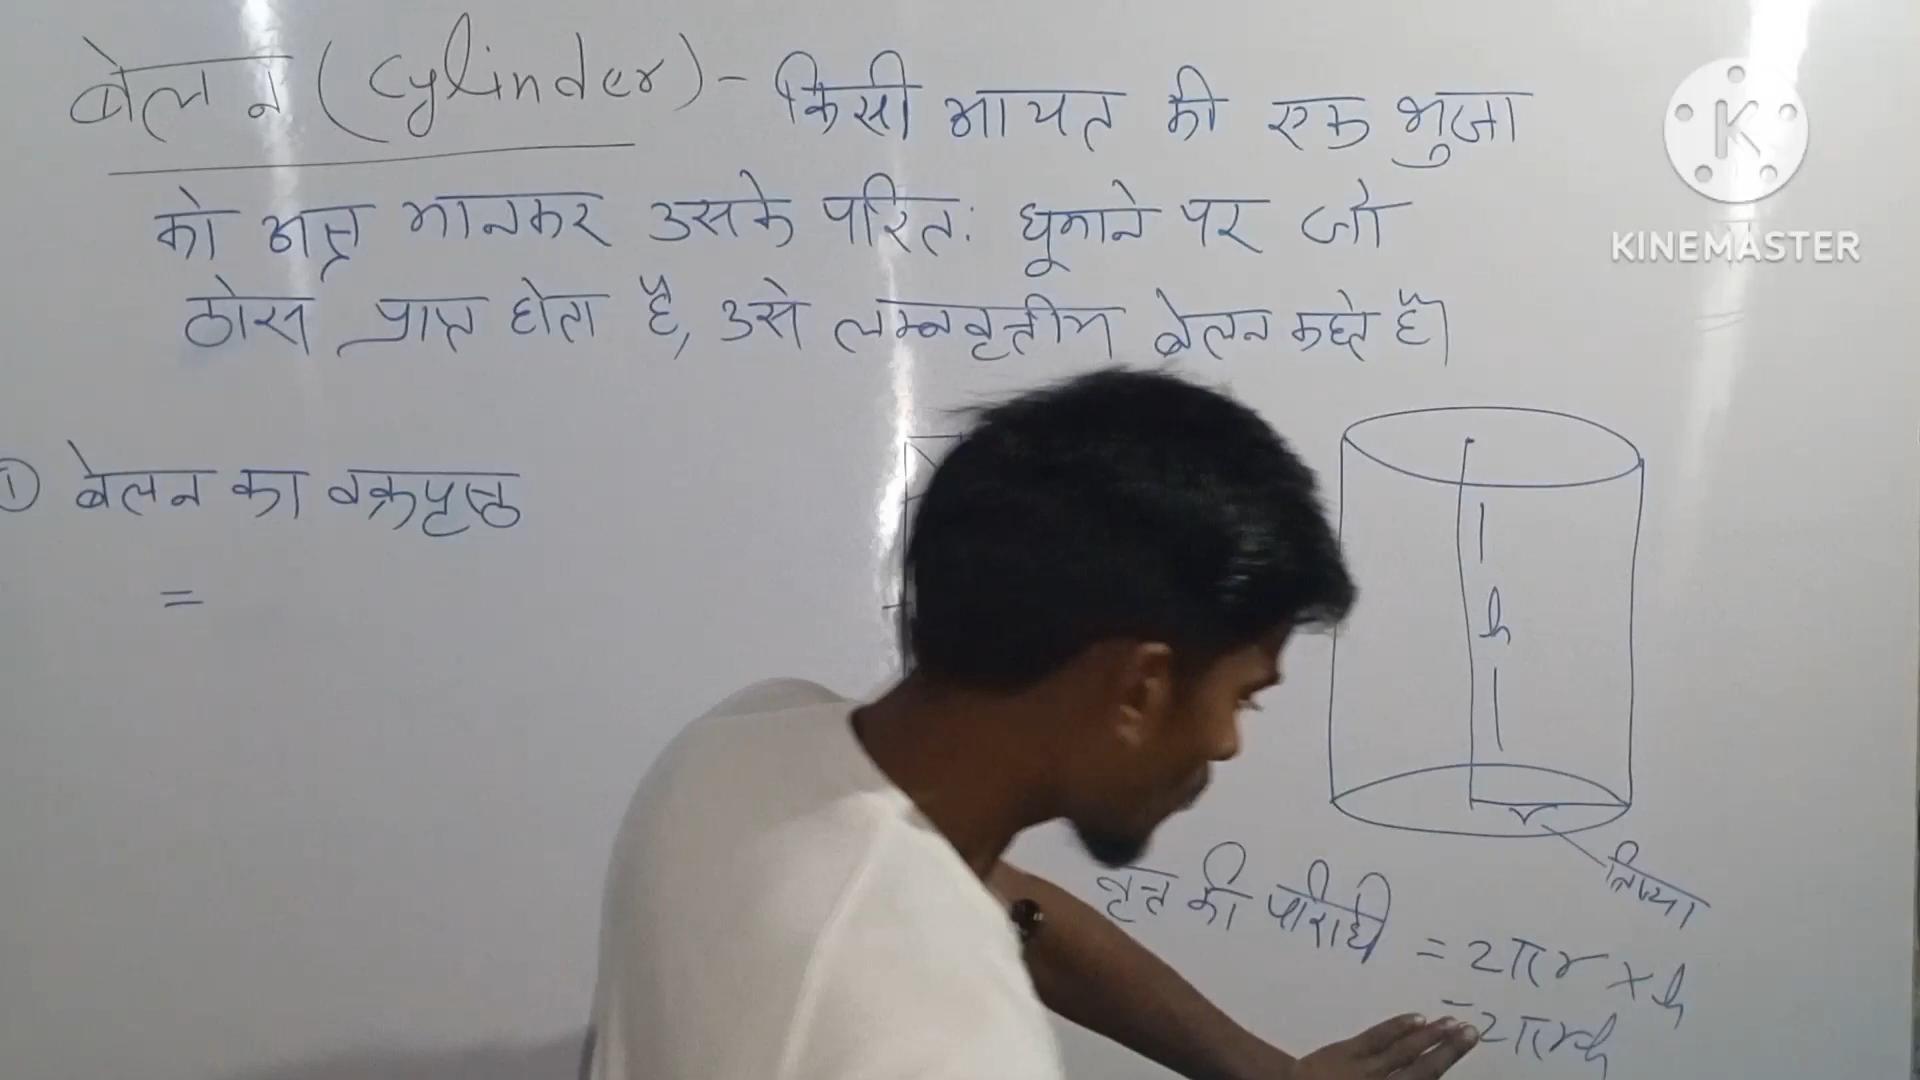 बेलन (Cylinder) - किसी आयत की एक भुजा
को अक्ष मानकर उसके परितः घूमाने पर जो
ठोस प्राप्त होता है, उसे लम्बवृत्तीय बेलन कहते हैं।
① बेलन का वक्रपृष्ठ
=
h
r
त्रिज्या
वृत्त की परिधी = 2πr × h
= 2πrh
K
KINEMASTER